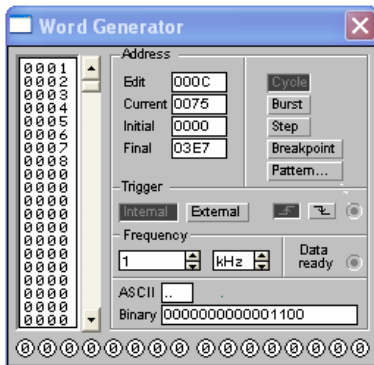 Word Generator
0001
0002
0003
0004
0005
0006
0007
0008
0000
0000
0000
0000
0000
0000
0000
0000
0000
0000
0000
0000
Address
Edit 000C
Current 0075
Initial 0000
Final 03E7
Cycle
Burst
Step
Breakpoint
Pattern...
Trigger
Internal External
Frequency
1 kHz
Data
ready
ASCII ..
Binary 0000000000001100
00000000 00000000